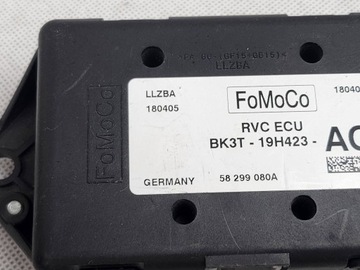 LLZBA
LLZBA
180405
FoMoCo
18040
RVC ECU
BK3T - 19H423 -
AC
FoMoCo
GERMANY
58 299 080A